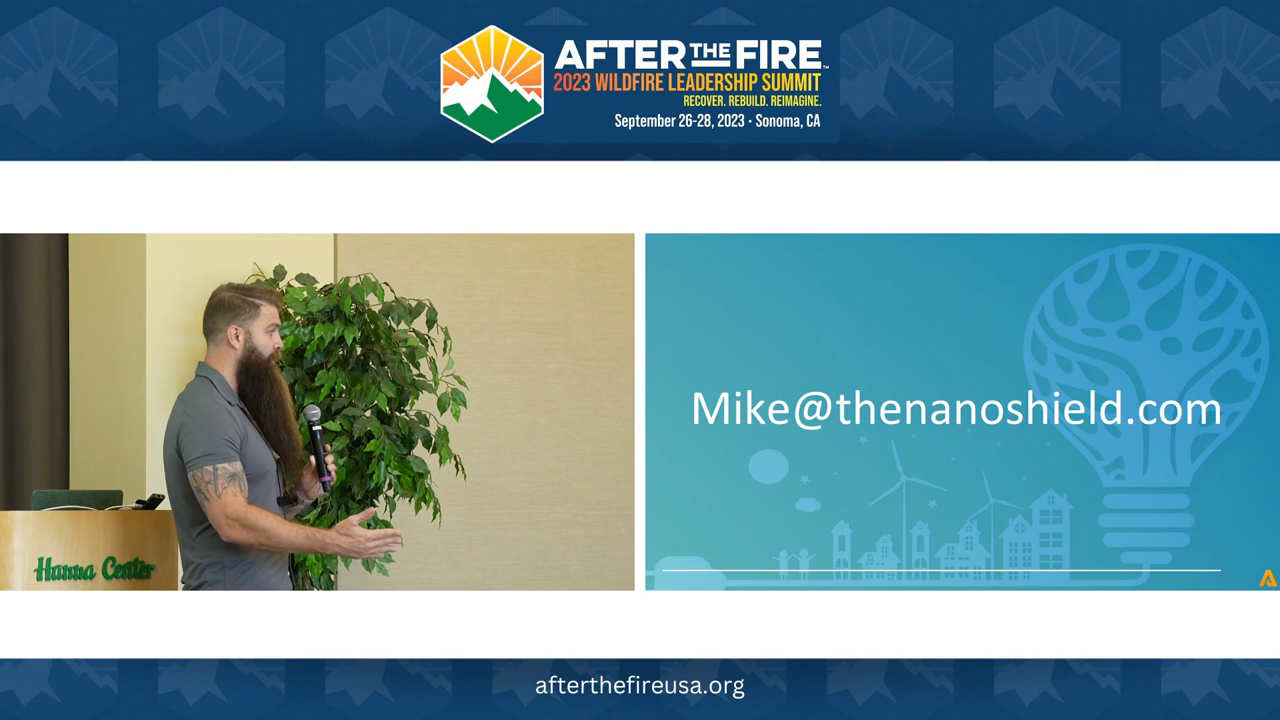 AFTER THE FIRE™
2023 WILDFIRE LEADERSHIP SUMMIT
RECOVER. REBUILD. REIMAGINE.
September 26-28, 2023 • Sonoma, CA
Hanna Center
Mike@thenanoshield.com
afterthefireusa.org